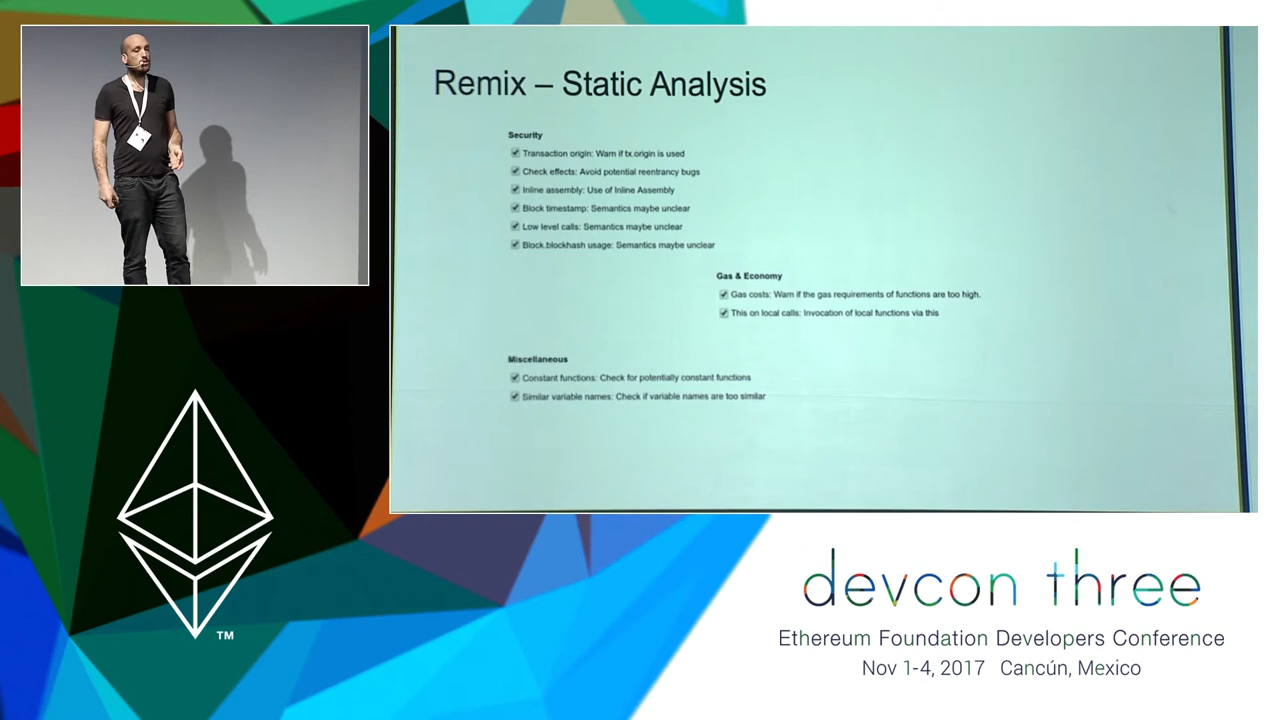 Remix – Static Analysis
Security
Transaction origin: Warn if tx.origin is used
Check effects: Avoid potential reentrancy bugs
Inline assembly: Use of Inline Assembly
Block timestamp: Semantics maybe unclear
Low level calls: Semantics maybe unclear
Block.blockhash usage: Semantics maybe unclear
Gas & Economy
Gas costs: Warn if the gas requirements of functions are too high.
This on local calls: Invocation of local functions via this
Miscellaneous
Constant functions: Check for potentially constant functions
Similar variable names: Check if variable names are too similar
TM
devcon three
Ethereum Foundation Developers Conference
Nov 1-4, 2017 Cancún, Mexico